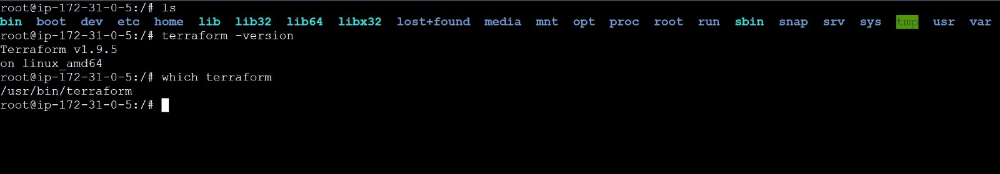 root@ip-172-31-0-5:/# ls
bin boot dev etc home lib lib32 lib64 libx32 lost+found media mnt opt proc root run sbin snap srv sys tmp usr var
root@ip-172-31-0-5:/# terraform -version
Terraform v1.9.5
on linux_amd64
root@ip-172-31-0-5:/# which terraform
/usr/bin/terraform
root@ip-172-31-0-5:/#